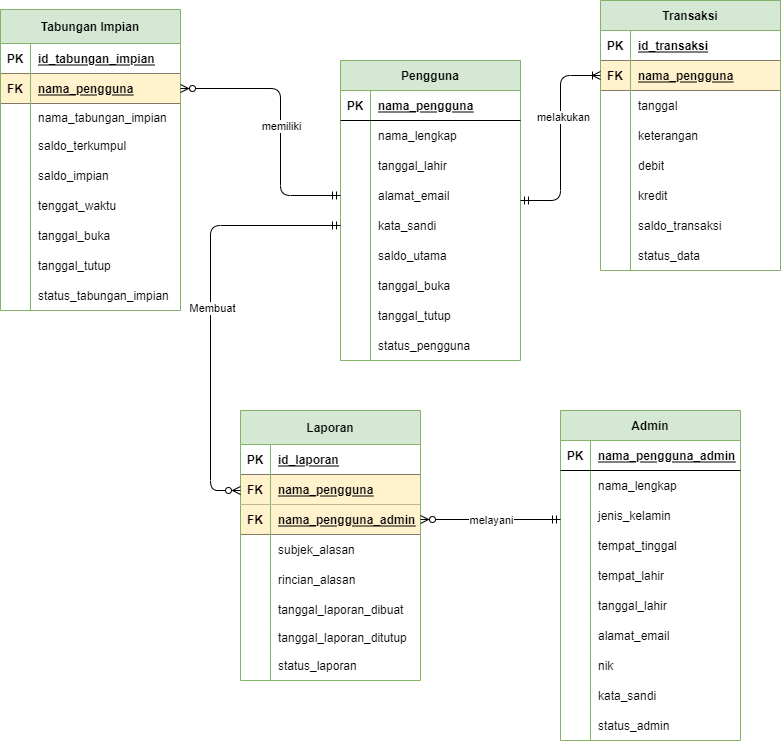 Tabungan Impian
PK id_tabungan_impian
FK nama_pengguna
nama_tabungan_impian
saldo_terkumpul
saldo_impian
tenggat_waktu
tanggal_buka
tanggal_tutup
status_tabungan_impian
memiliki
Pengguna
PK nama_pengguna
nama_lengkap
tanggal_lahir
alamat_email
kata_sandi
saldo_utama
tanggal_buka
tanggal_tutup
status_pengguna
melakukan
Transaksi
PK id_transaksi
FK nama_pengguna
tanggal
keterangan
debit
kredit
saldo_transaksi
status_data
Membuat
Laporan
PK id_laporan
FK nama_pengguna
FK nama_pengguna_admin
subjek_alasan
rincian_alasan
tanggal_laporan_dibuat
tanggal_laporan_ditutup
status_laporan
melayani
Admin
PK nama_pengguna_admin
nama_lengkap
jenis_kelamin
tempat_tinggal
tempat_lahir
tanggal_lahir
alamat_email
nik
kata_sandi
status_admin